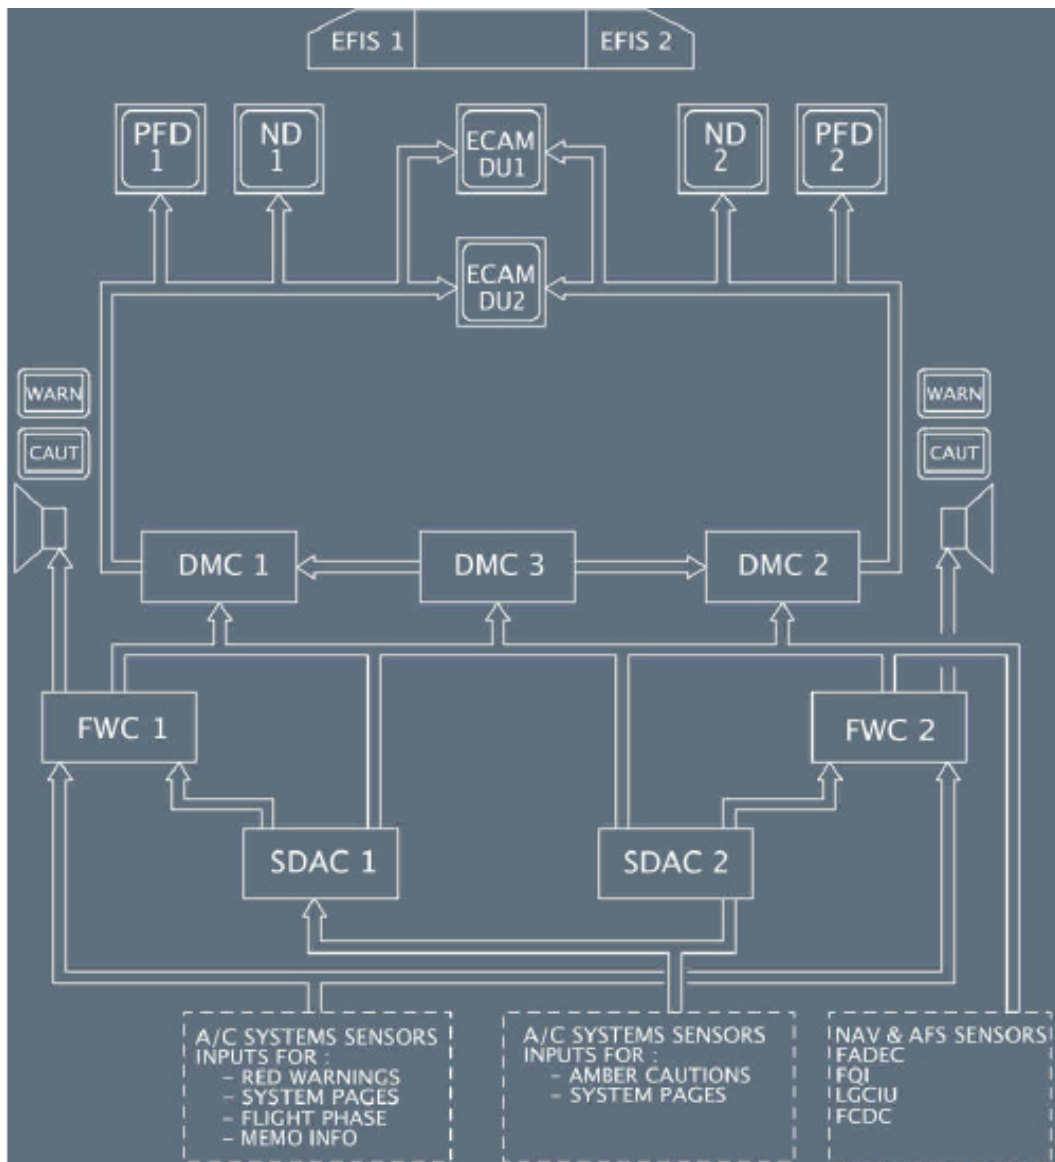 EFIS 1
EFIS 2
PFD
1
ND
1
ECAM
DU1
ND
2
PFD
2
ECAM
DU2
WARN
CAUT
WARN
CAUT
DMC 1
DMC 3
DMC 2
FWC 1
FWC 2
SDAC 1
SDAC 2
A/C SYSTEMS SENSORS
INPUTS FOR :
- RED WARNINGS
- SYSTEM PAGES
- FLIGHT PHASE
- MEMO INFO
A/C SYSTEMS SENSORS
INPUTS FOR :
- AMBER CAUTIONS
- SYSTEM PAGES
NAV & AFS SENSORS
FADEC
FQI
LGCIU
FCDC